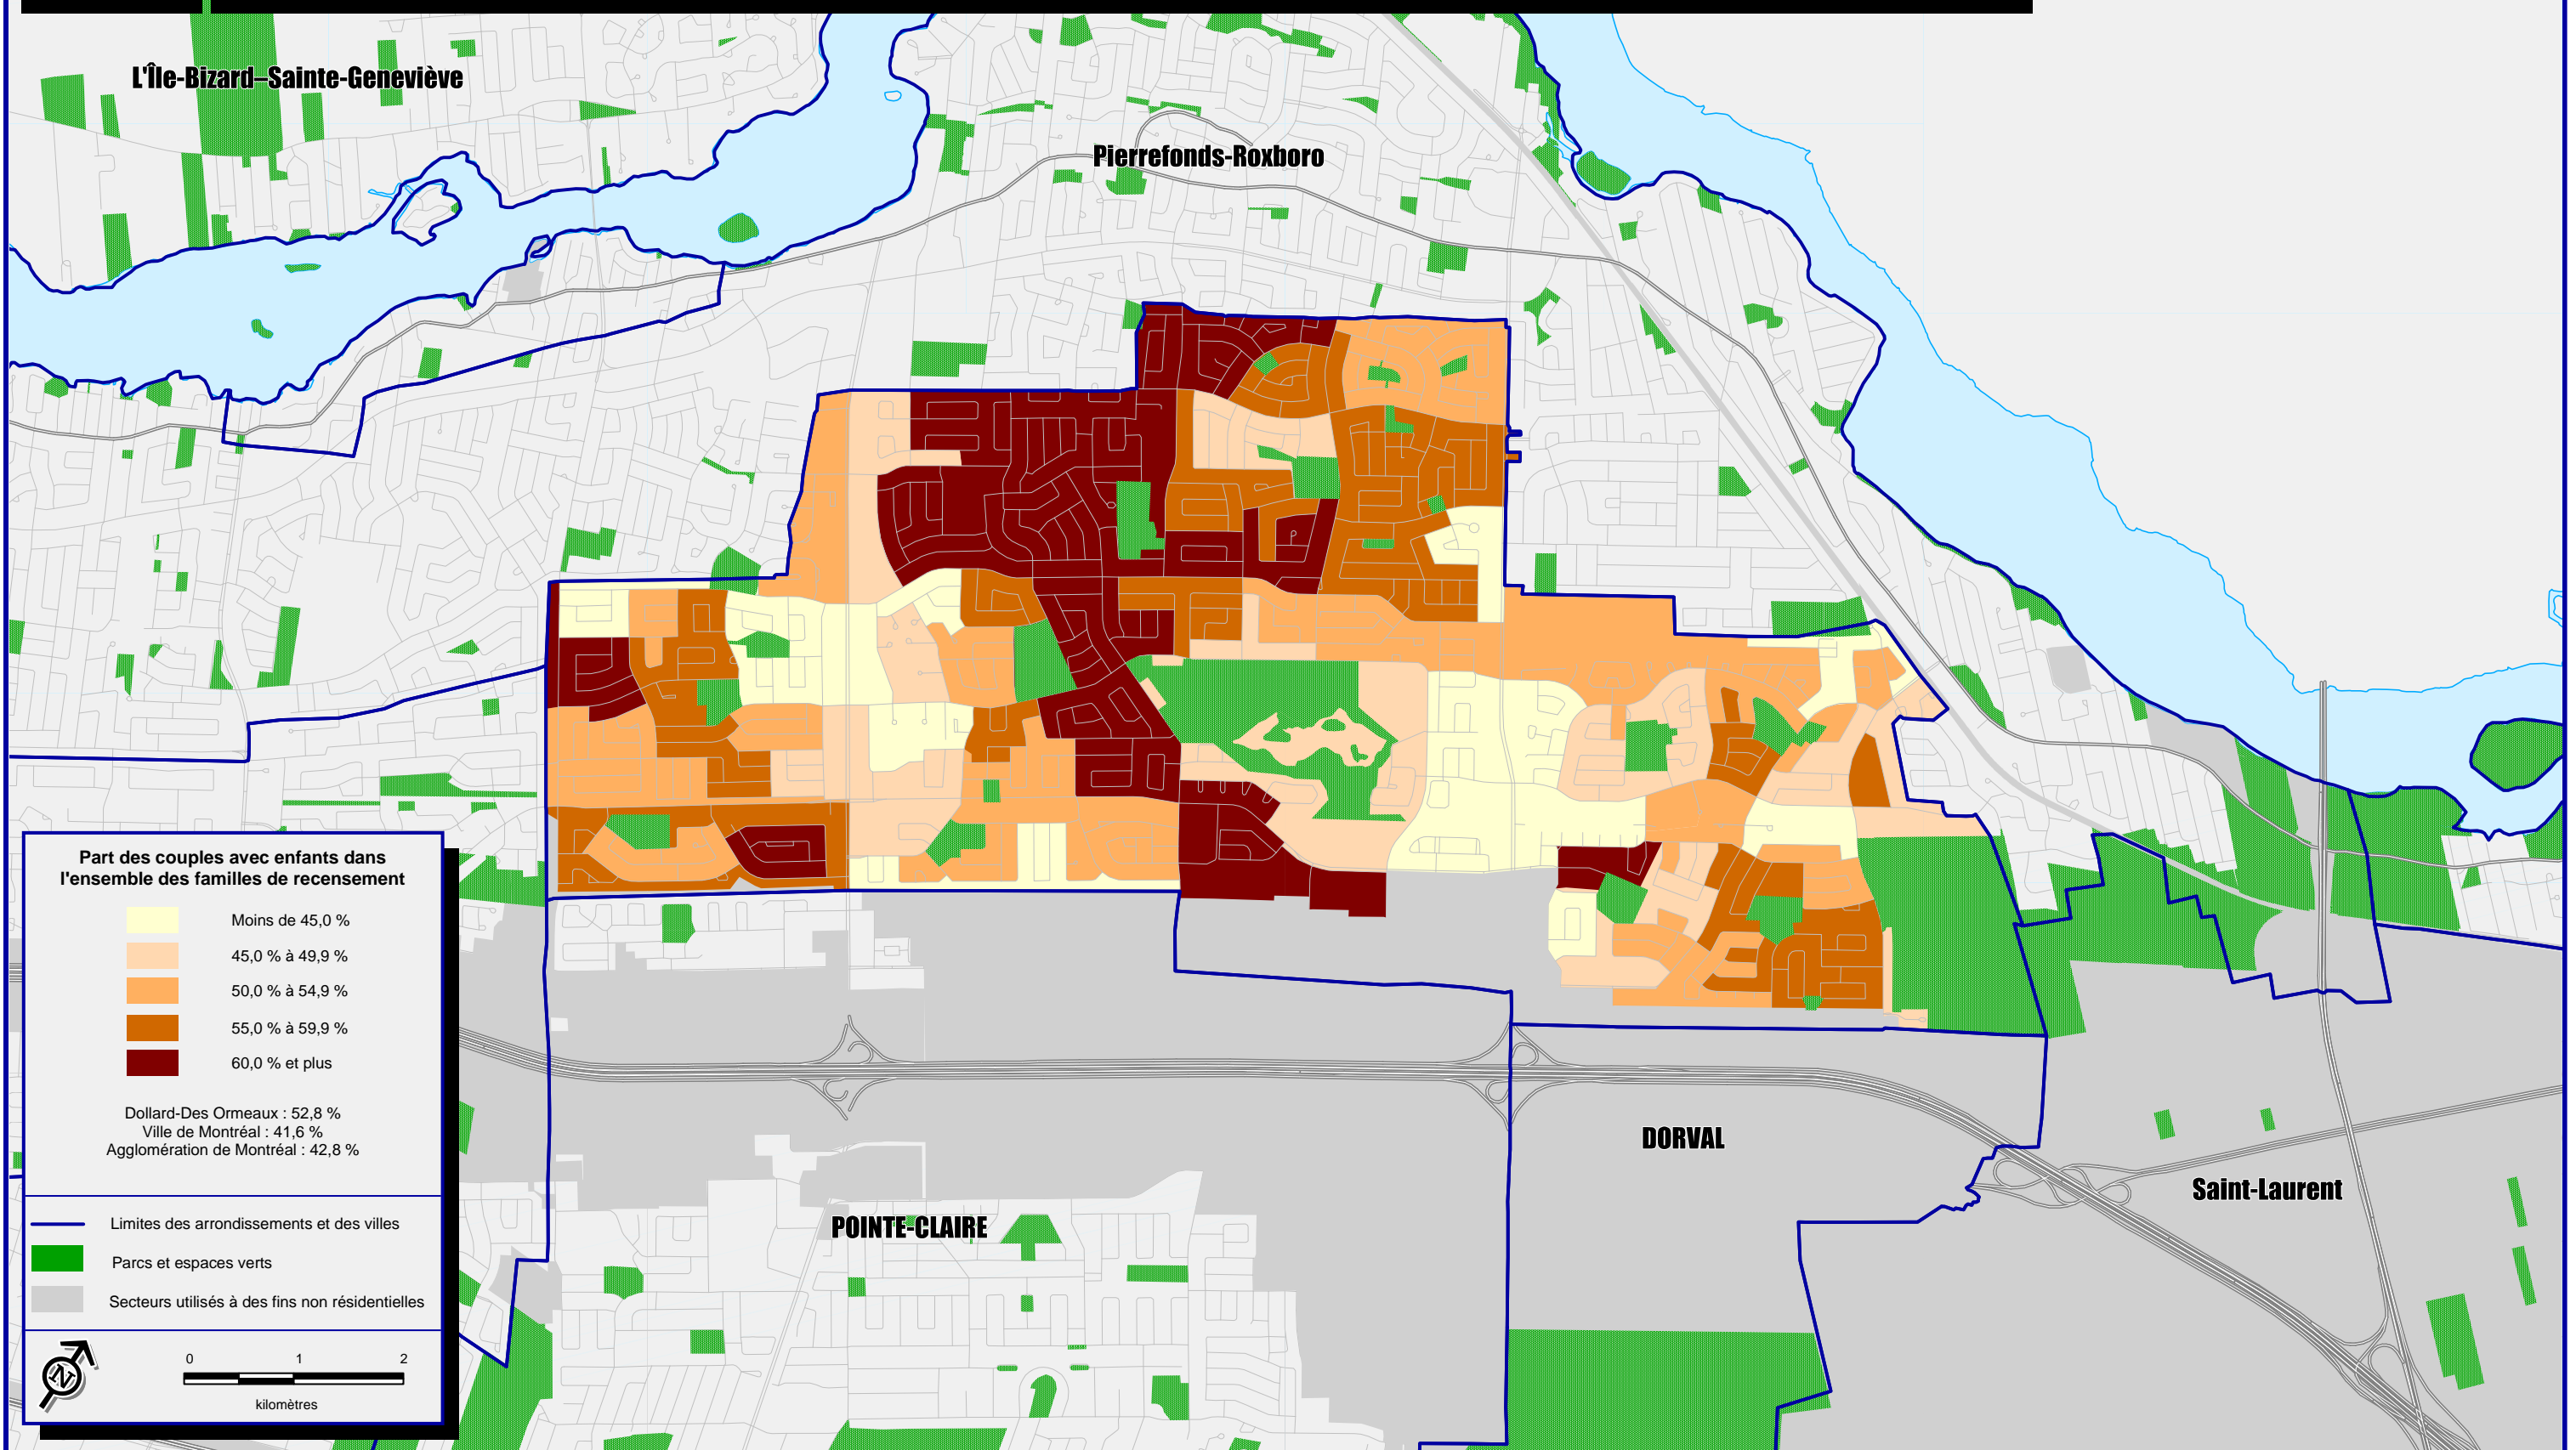 L'Île-Bizard–Sainte-Geneviève
Pierrefonds-Roxboro
Part des couples avec enfants dans
l'ensemble des familles de recensement
Moins de 45,0 %
45,0 % à 49,9 %
50,0 % à 54,9 %
55,0 % à 59,9 %
60,0 % et plus
Dollard-Des Ormeaux : 52,8 %
Ville de Montréal : 41,6 %
Agglomération de Montréal : 42,8 %
Limites des arrondissements et des villes
Parcs et espaces verts
Secteurs utilisés à des fins non résidentielles
N
0 1 2
kilomètres
DORVAL
Saint-Laurent
POINTE-CLAIRE